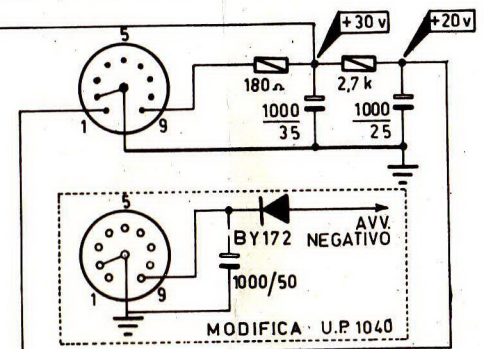 5
+30 v
+20 v
180Ω
2,7 k
1000
35
1000
25
1
9
5
BY172
AVV.
NEGATIVO
1000/50
1
9
MODIFICA U.P. 1040